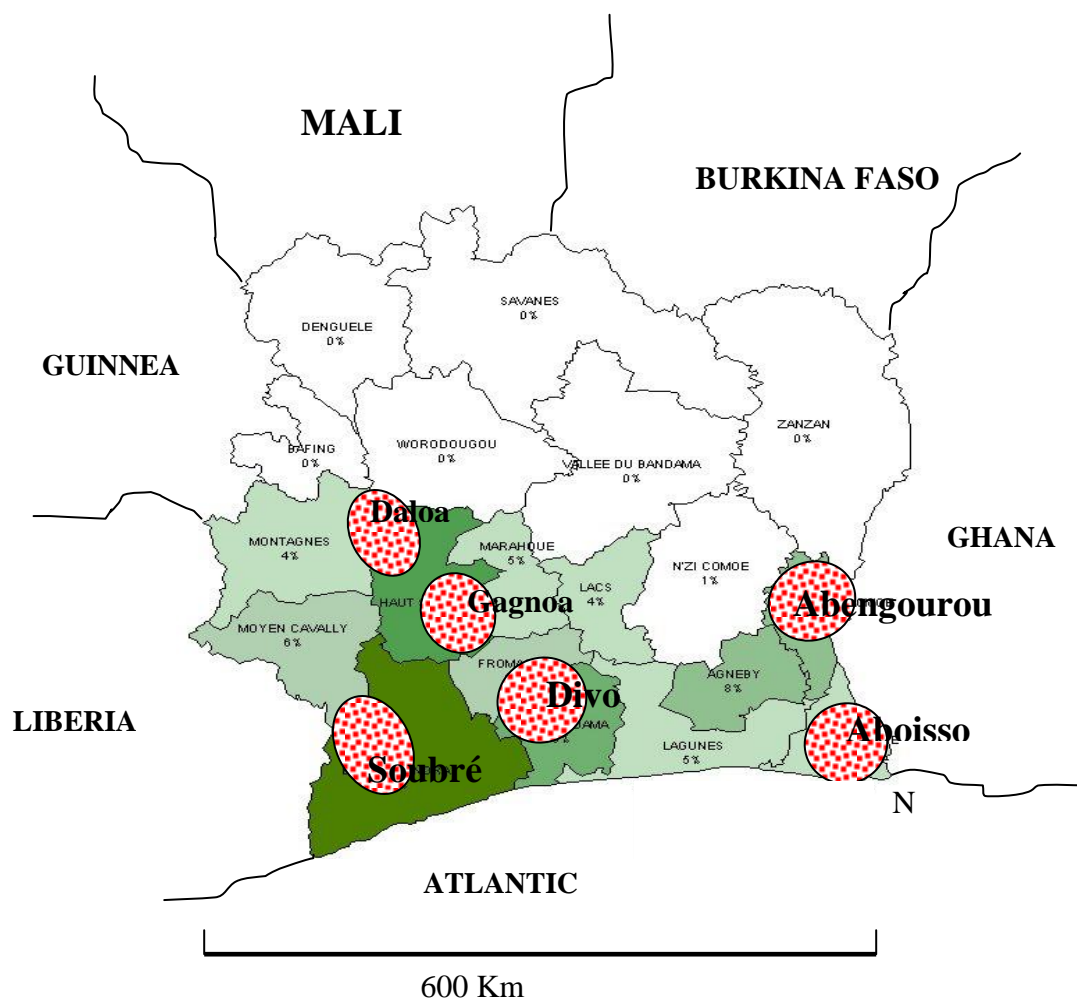 MALI
BURKINA FASO
SAVANES
0%
DENGUELE
0%
GUINNEA
ZANZAN
0%
WORODOUGOU
0%
BAFING
0%
VALLEE DU BANDAMA
0%
Daloa
MONTAGNES
4%
MARAHOUE
5%
GHANA
N'ZI COMOE
1%
LACS
4%
HAUT
Gagnoa
Abengourou
MOYEN CAVALLY
6%
FROMA
AGNEBY
8%
Divo
DAMA
LIBERIA
Aboisso
LAGUNES
5%
Soubré
N
ATLANTIC
600 Km